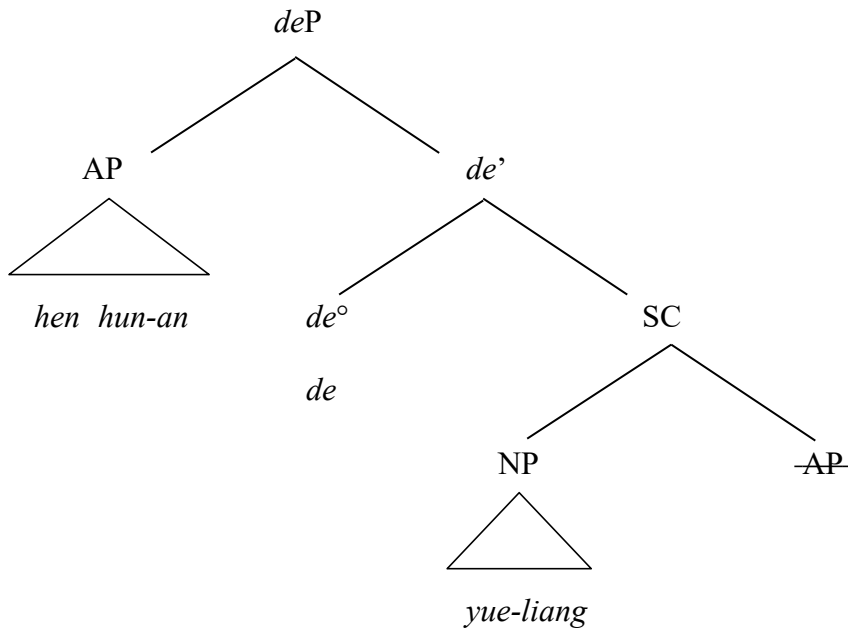 deP
AP de’
hen hun-an de° SC
de
NP AP
yue-liang